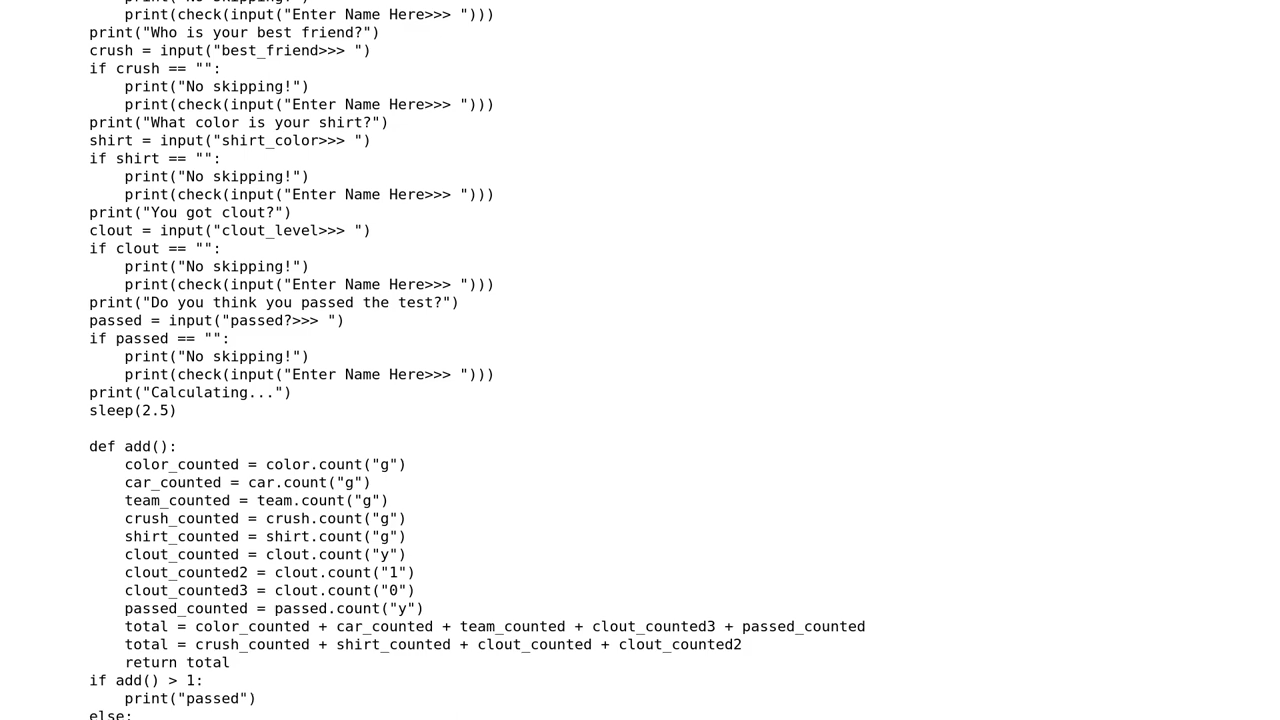 print("No skipping!")
print(check(input("Enter Name Here>>> ")))
print("Who is your best friend?")
crush = input("best_friend>>> ")
if crush == "":
    print("No skipping!")
    print(check(input("Enter Name Here>>> ")))
print("What color is your shirt?")
shirt = input("shirt_color>>> ")
if shirt == "":
    print("No skipping!")
    print(check(input("Enter Name Here>>> ")))
print("You got clout?")
clout = input("clout_level>>> ")
if clout == "":
    print("No skipping!")
    print(check(input("Enter Name Here>>> ")))
print("Do you think you passed the test?")
passed = input("passed?>>> ")
if passed == "":
    print("No skipping!")
    print(check(input("Enter Name Here>>> ")))
print("Calculating...")
sleep(2.5)

def add():
    color_counted = color.count("g")
    car_counted = car.count("g")
    team_counted = team.count("g")
    crush_counted = crush.count("g")
    shirt_counted = shirt.count("g")
    clout_counted = clout.count("y")
    clout_counted2 = clout.count("1")
    clout_counted3 = clout.count("0")
    passed_counted = passed.count("y")
    total = color_counted + car_counted + team_counted + clout_counted3 + passed_counted
    total = crush_counted + shirt_counted + clout_counted + clout_counted2
    return total
if add() > 1:
    print("passed")
else: